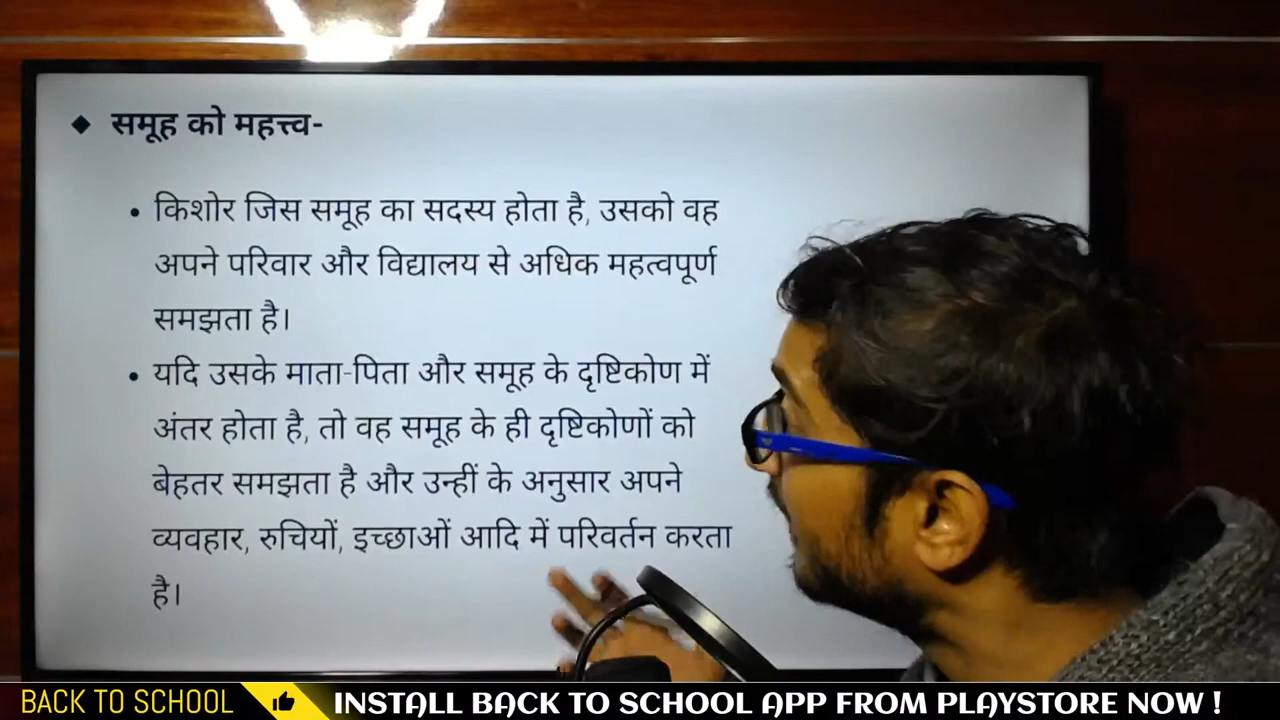 ◆ समूह को महत्त्व-
• किशोर जिस समूह का सदस्य होता है, उसको वह
अपने परिवार और विद्यालय से अधिक महत्वपूर्ण
समझता है।
• यदि उसके माता-पिता और समूह के दृष्टिकोण में
अंतर होता है, तो वह समूह के ही दृष्टिकोणों को
बेहतर समझता है और उन्हीं के अनुसार अपने
व्यवहार, रुचियों, इच्छाओं आदि में परिवर्तन करता
है।
BACK TO SCHOOL INSTALL BACK TO SCHOOL APP FROM PLAYSTORE NOW !